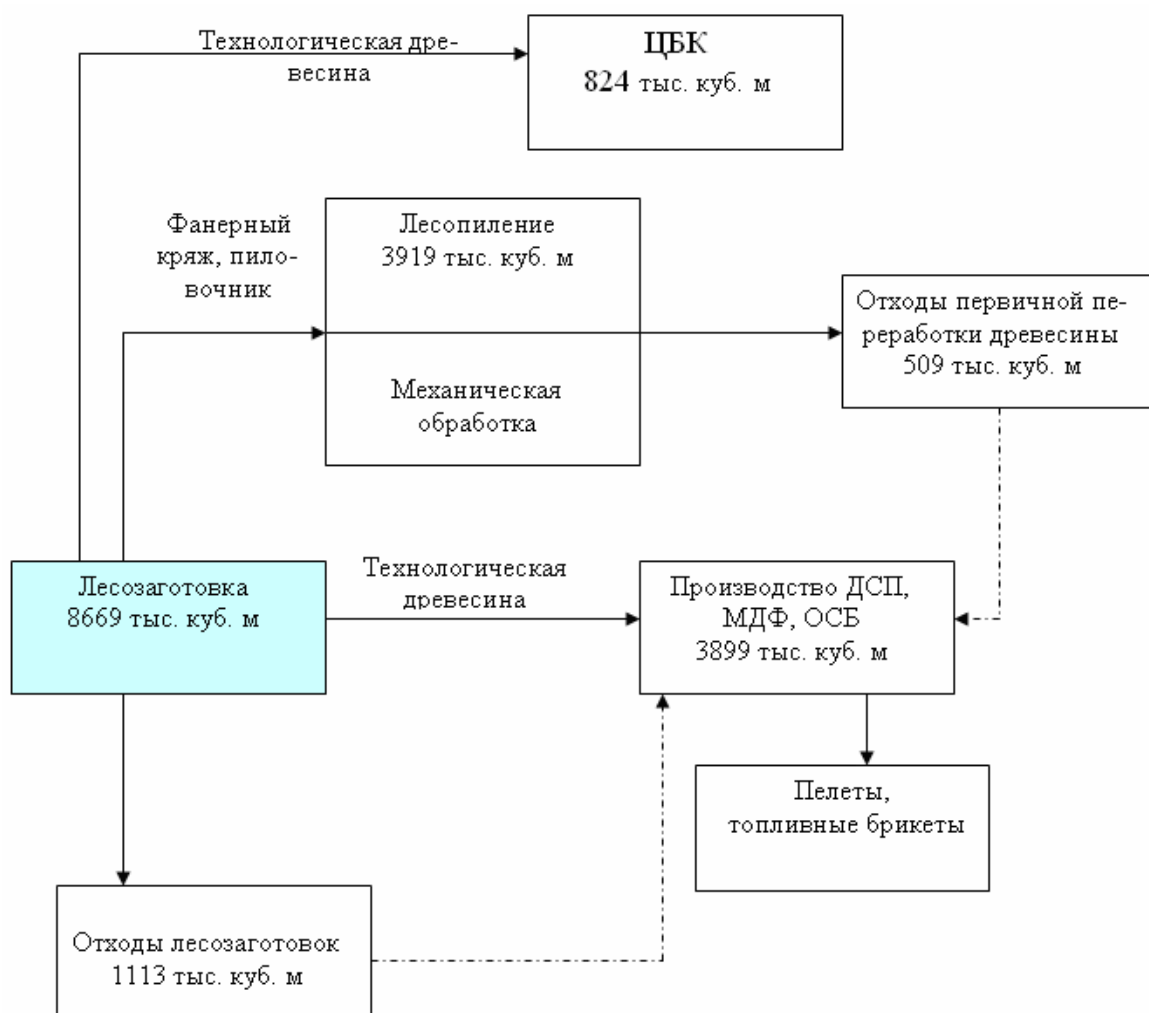 Технологическая дре-
весина
ЦБК
824 тыс. куб. м
Фанерный
кряж, пило-
вочник
Лесопиление
3919 тыс. куб. м
Механическая
обработка
Отходы первичной пе-
реработки древесины
509 тыс. куб. м
Лесозаготовка
8669 тыс. куб. м
Технологическая
древесина
Производство ДСП,
МДФ, ОСБ
3899 тыс. куб. м
Пелеты,
топливные брикеты
Отходы лесозаготовок
1113 тыс. куб. м